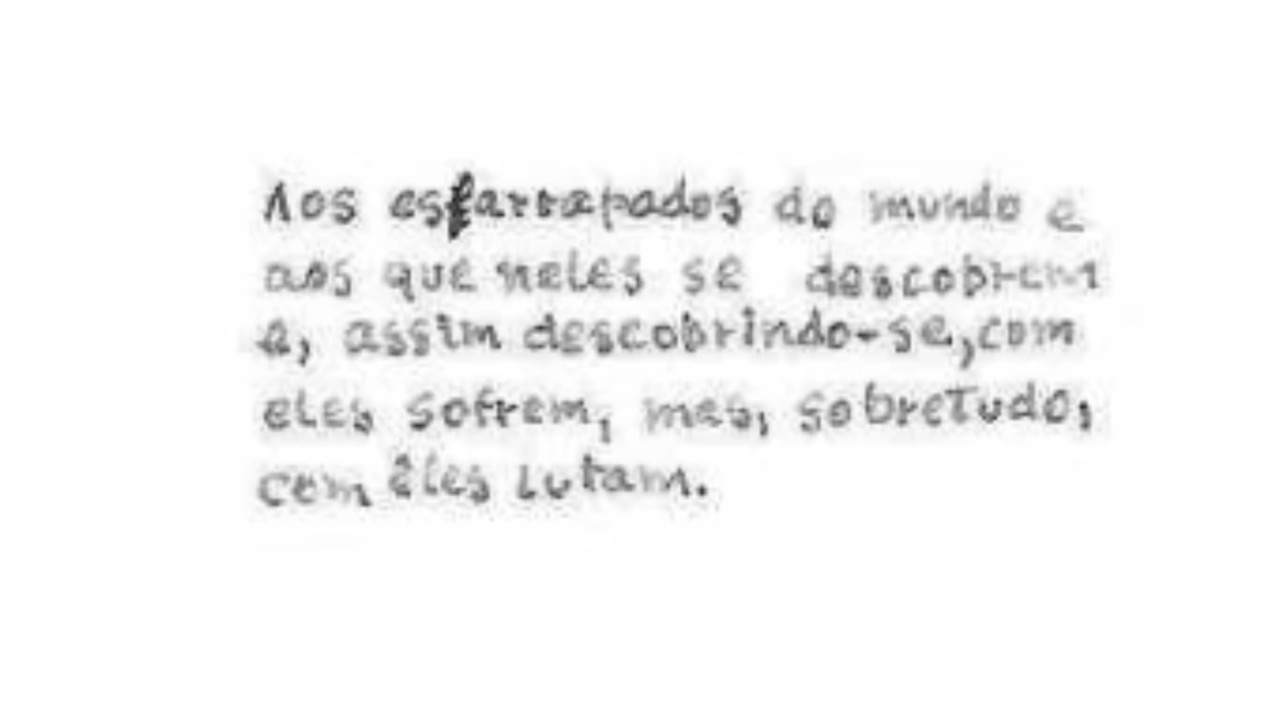 Aos esfarrapados do mundo e
aos que neles se descobrem
e, assim descobrindo-se, com
eles sofrem, mas, sobretudo,
com êles lutam.